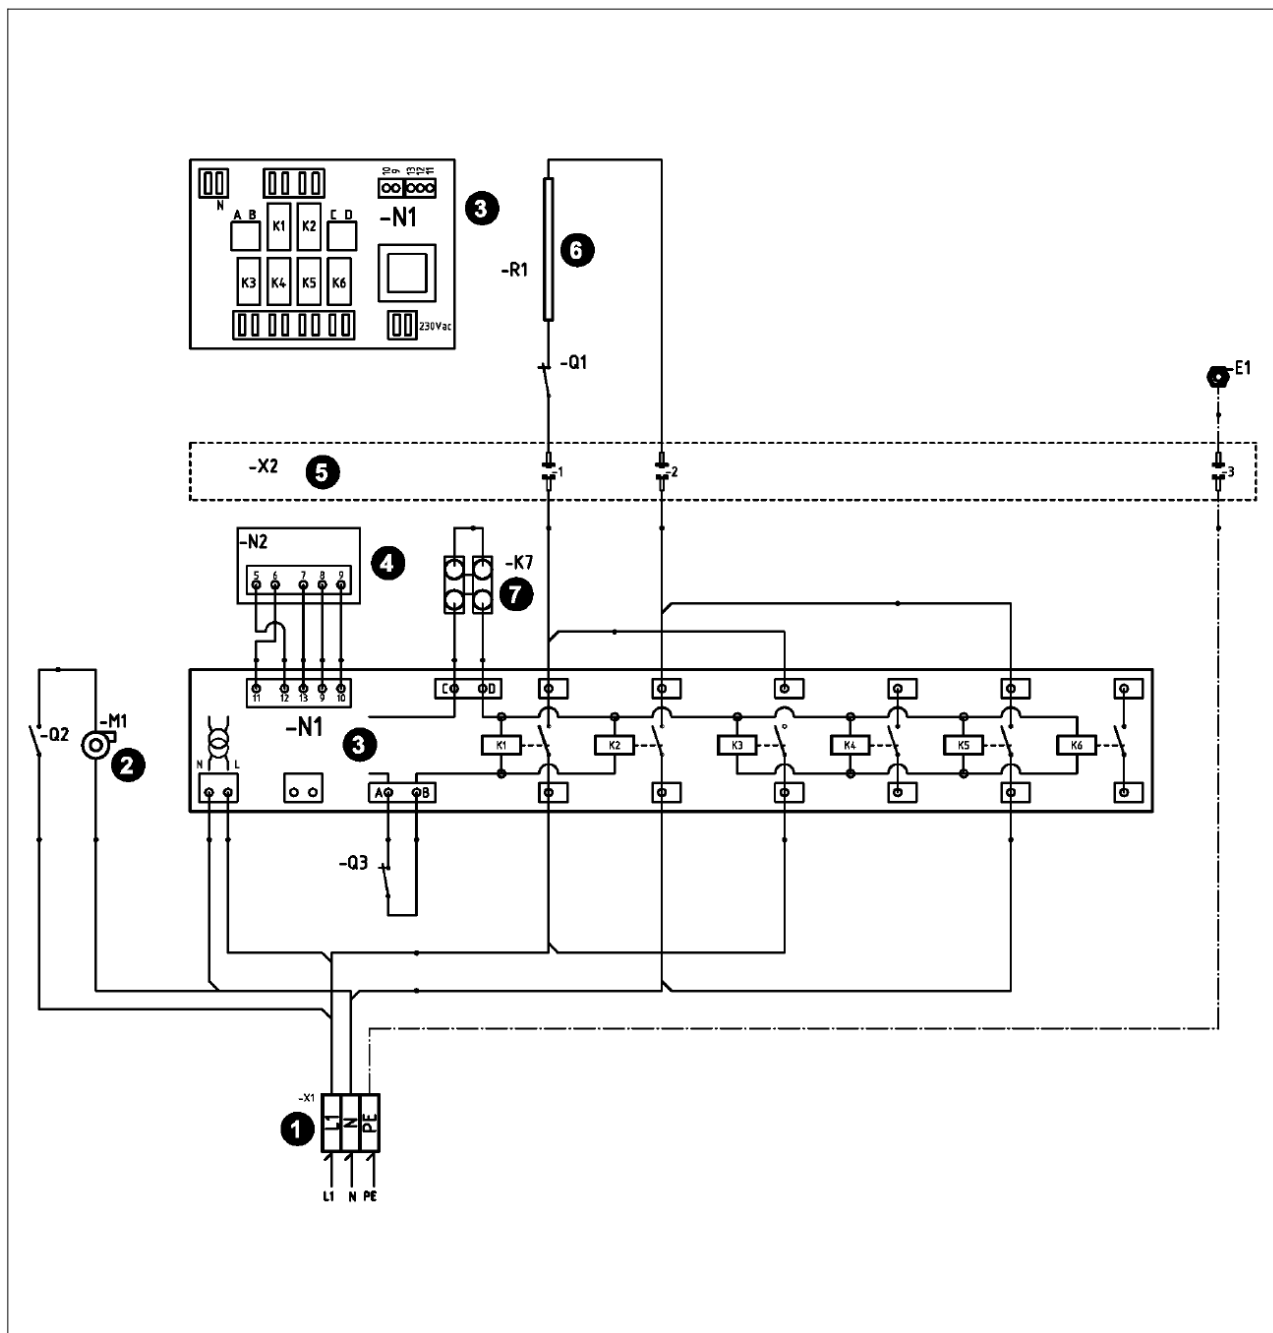 10 9 13 12 11
N
-N1
3
A B
K1 K2
C D
K3 K4 K5 K6
230Vac
6
-R1
-Q1
-E1
-X2
5
-1
-2
-3
-N2
4
5 6 7 8 9
-K7
7
11 12 13 9 10
C D
-N1
3
-Q2
-M1
2
K1 K2 K3 K4 K5 K6
N L
A B
-Q3
-X1
1
L1 N PE
L1 N PE